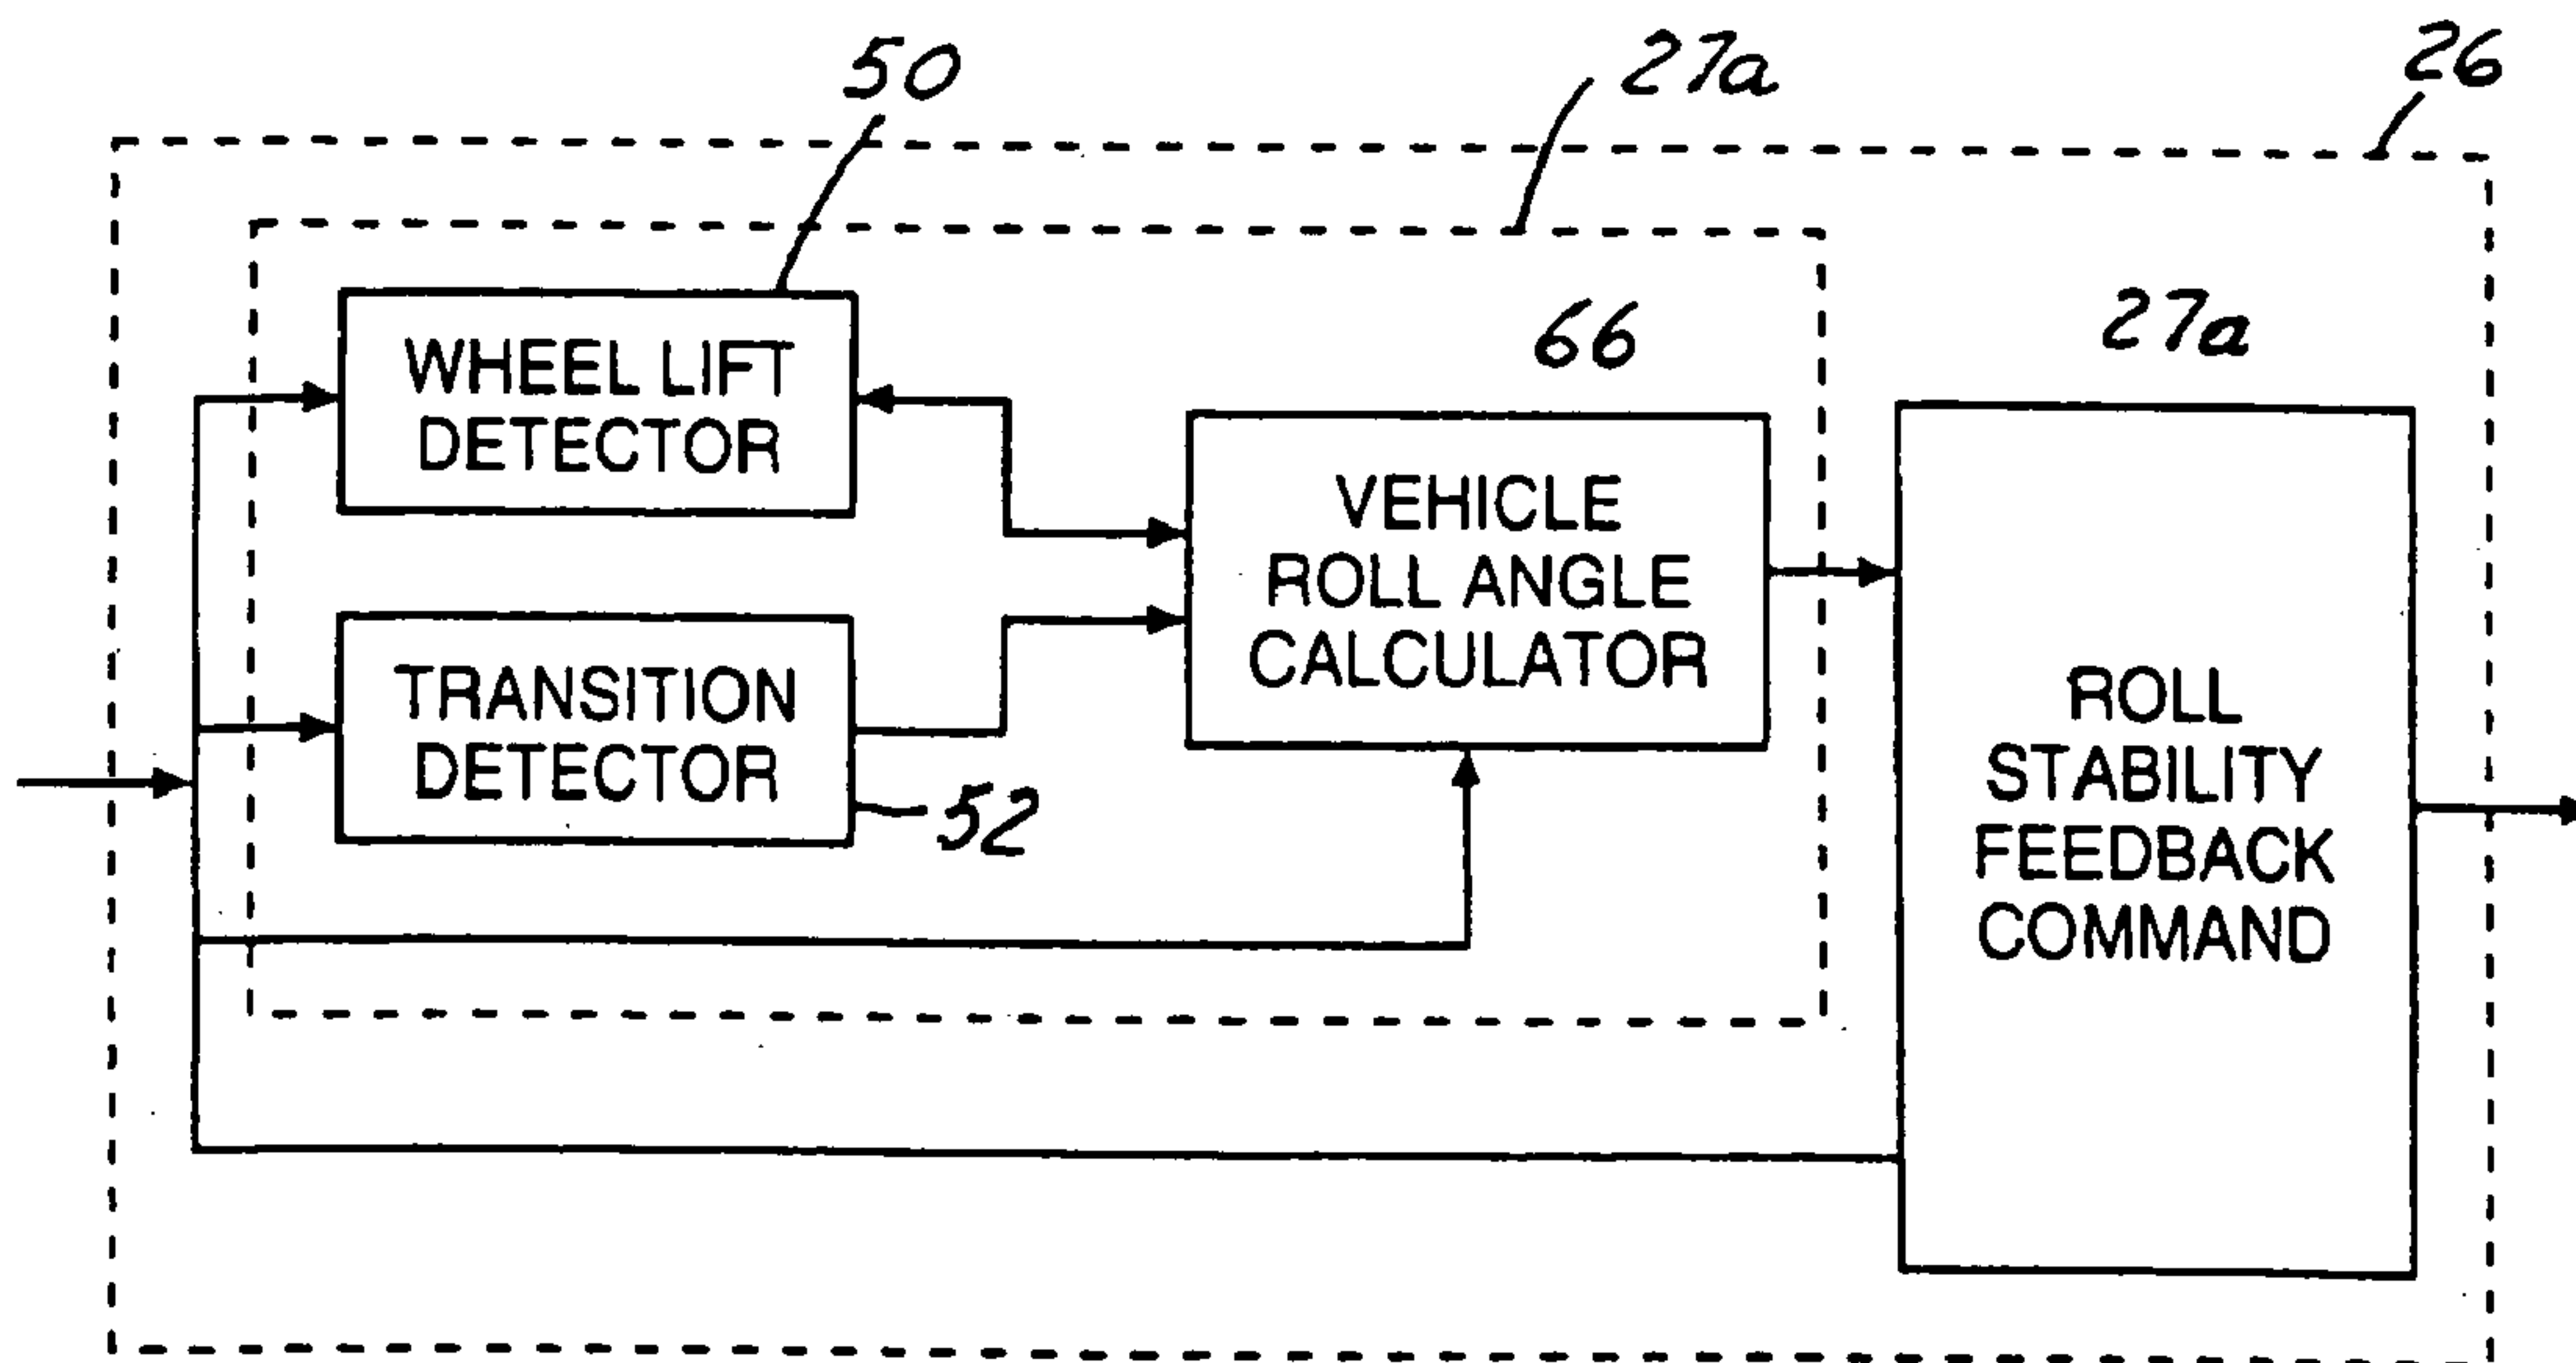 50
27a
26
66
27a
WHEEL LIFT
DETECTOR
VEHICLE
ROLL ANGLE
CALCULATOR
TRANSITION
DETECTOR
52
ROLL
STABILITY
FEEDBACK
COMMAND